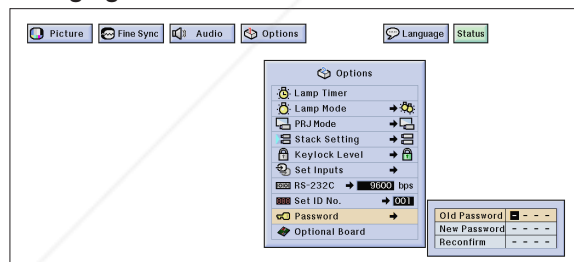 Picture Fine Sync Audio Options Language Status
Options
Lamp Timer
Lamp Mode
PRJ Mode
Stack Setting
Keylock Level
Set Inputs
RS-232C 9600 bps
Set ID No. 001
Password
Optional Board
Old Password - - - -
New Password - - - -
Reconfirm - - - -